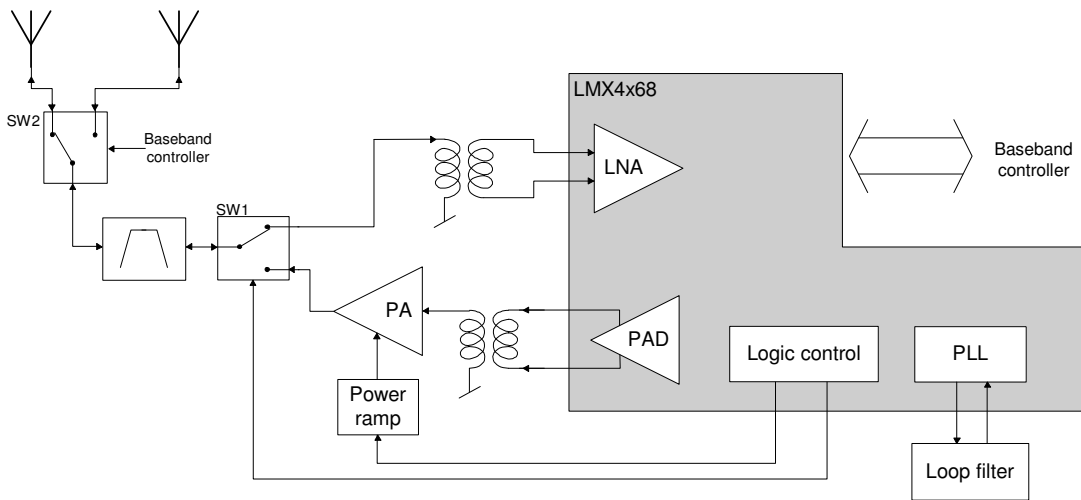 LMX4x68
SW2
Baseband
controller
LNA
Baseband
controller
SW1
PA
PAD
Logic control
PLL
Power
ramp
Loop filter